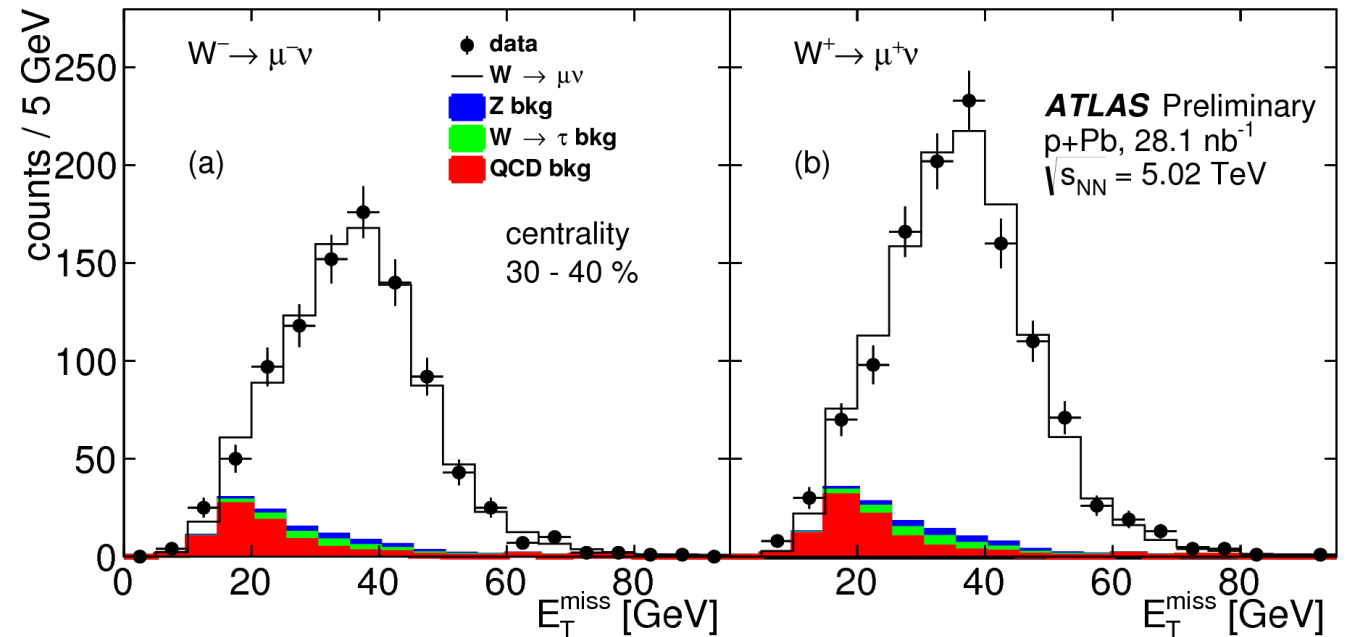 counts / 5 GeV
250
200
150
100
50
0
W⁻→ μ⁻ν
(a)
data
W → μν
Z bkg
W → τ bkg
QCD bkg
centrality
30 - 40 %
0 20 40 60 80
E_T^miss [GeV]
W⁺→ μ⁺ν
(b)
ATLAS Preliminary
p+Pb, 28.1 nb⁻¹
√s_NN = 5.02 TeV
20 40 60 80
E_T^miss [GeV]